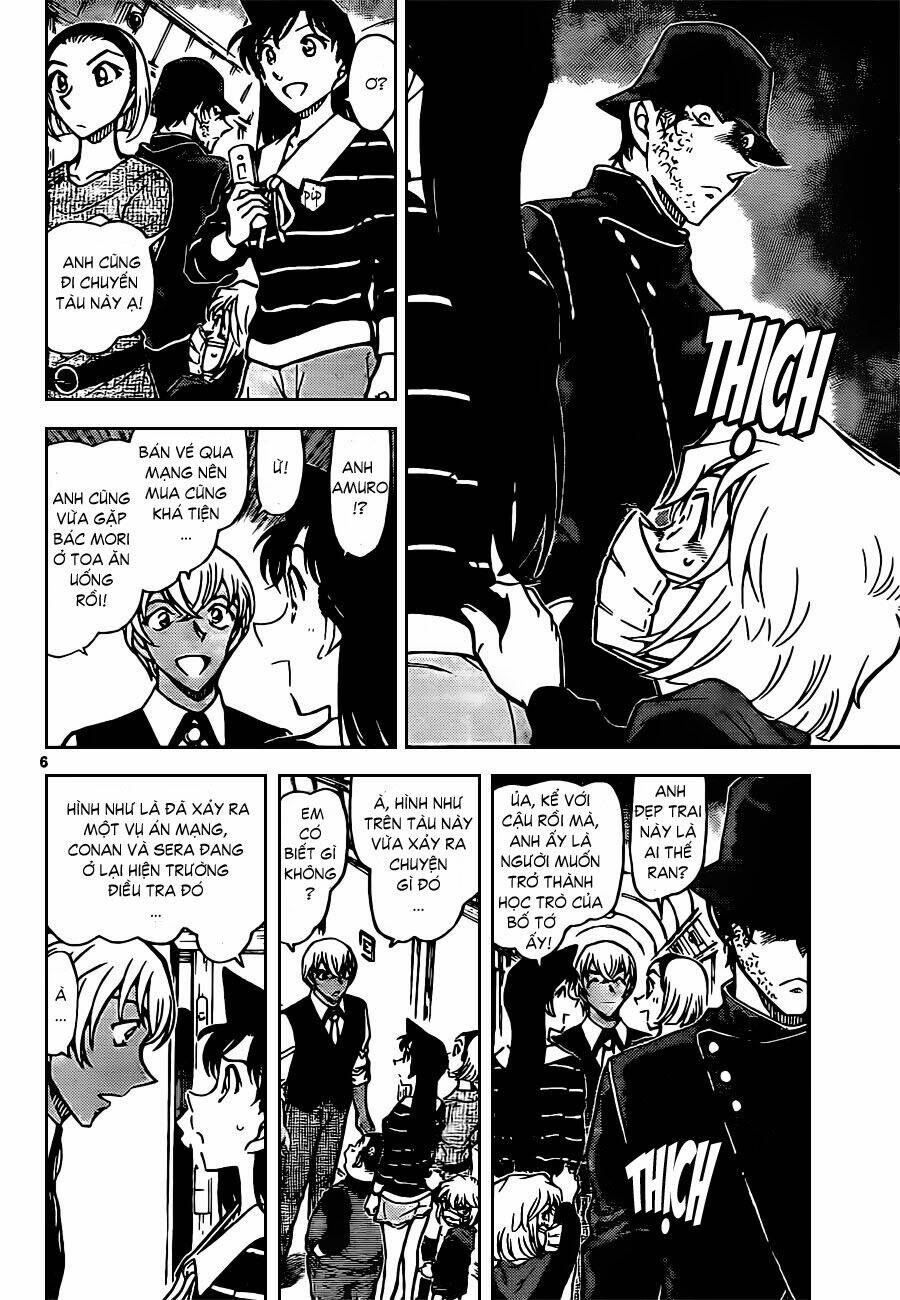 THỊCH
Ơ?
PIP
ANH CŨNG
ĐI CHUYẾN
TÀU NÀY Ạ!
ANH
AMURO
!?
Ừ!
BÁN VÉ QUA
MẠNG NÊN
MUA CŨNG
KHÁ TIỆN
...
ANH CŨNG
VỪA GẶP
BÁC MORI
Ở TOA ĂN
UỐNG
RỒI!
6
ANH
ĐẸP TRAI
NÀY LÀ
AI THẾ
RAN?
ỦA, KỂ VỚI
CẬU RỒI MÀ,
ANH ẤY LÀ
NGƯỜI MUỐN
TRỞ THÀNH
HỌC TRÒ CỦA
BỐ TỚ
ẤY!
THỊCH
À, HÌNH NHƯ
TRÊN TÀU NÀY
VỪA XẢY RA
CHUYỆN
GÌ ĐÓ
...
EM
CÓ
BIẾT GÌ
KHÔNG
?
HÌNH NHƯ LÀ ĐÃ XẢY RA
MỘT VỤ ÁN MẠNG,
CONAN VÀ SERA ĐANG
Ở LẠI HIỆN TRƯỜNG
ĐIỀU TRA ĐÓ
...
À
...